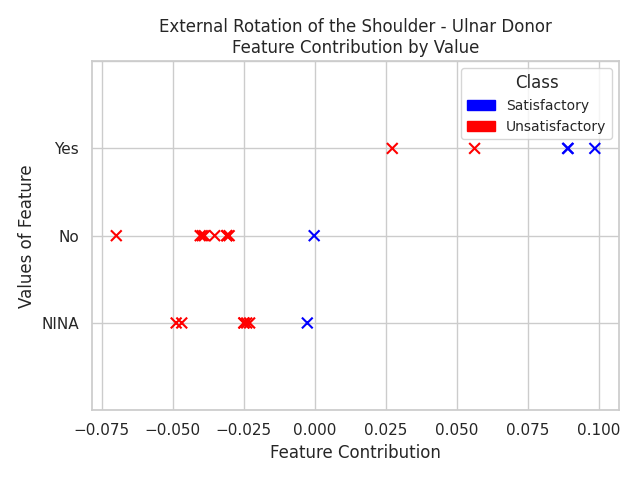 External Rotation of the Shoulder - Ulnar Donor
Feature Contribution by Value
Class
Satisfactory
Unsatisfactory
Values of Feature
Yes
No
NINA
−0.075 −0.050 −0.025 0.000 0.025 0.050 0.075 0.100
Feature Contribution